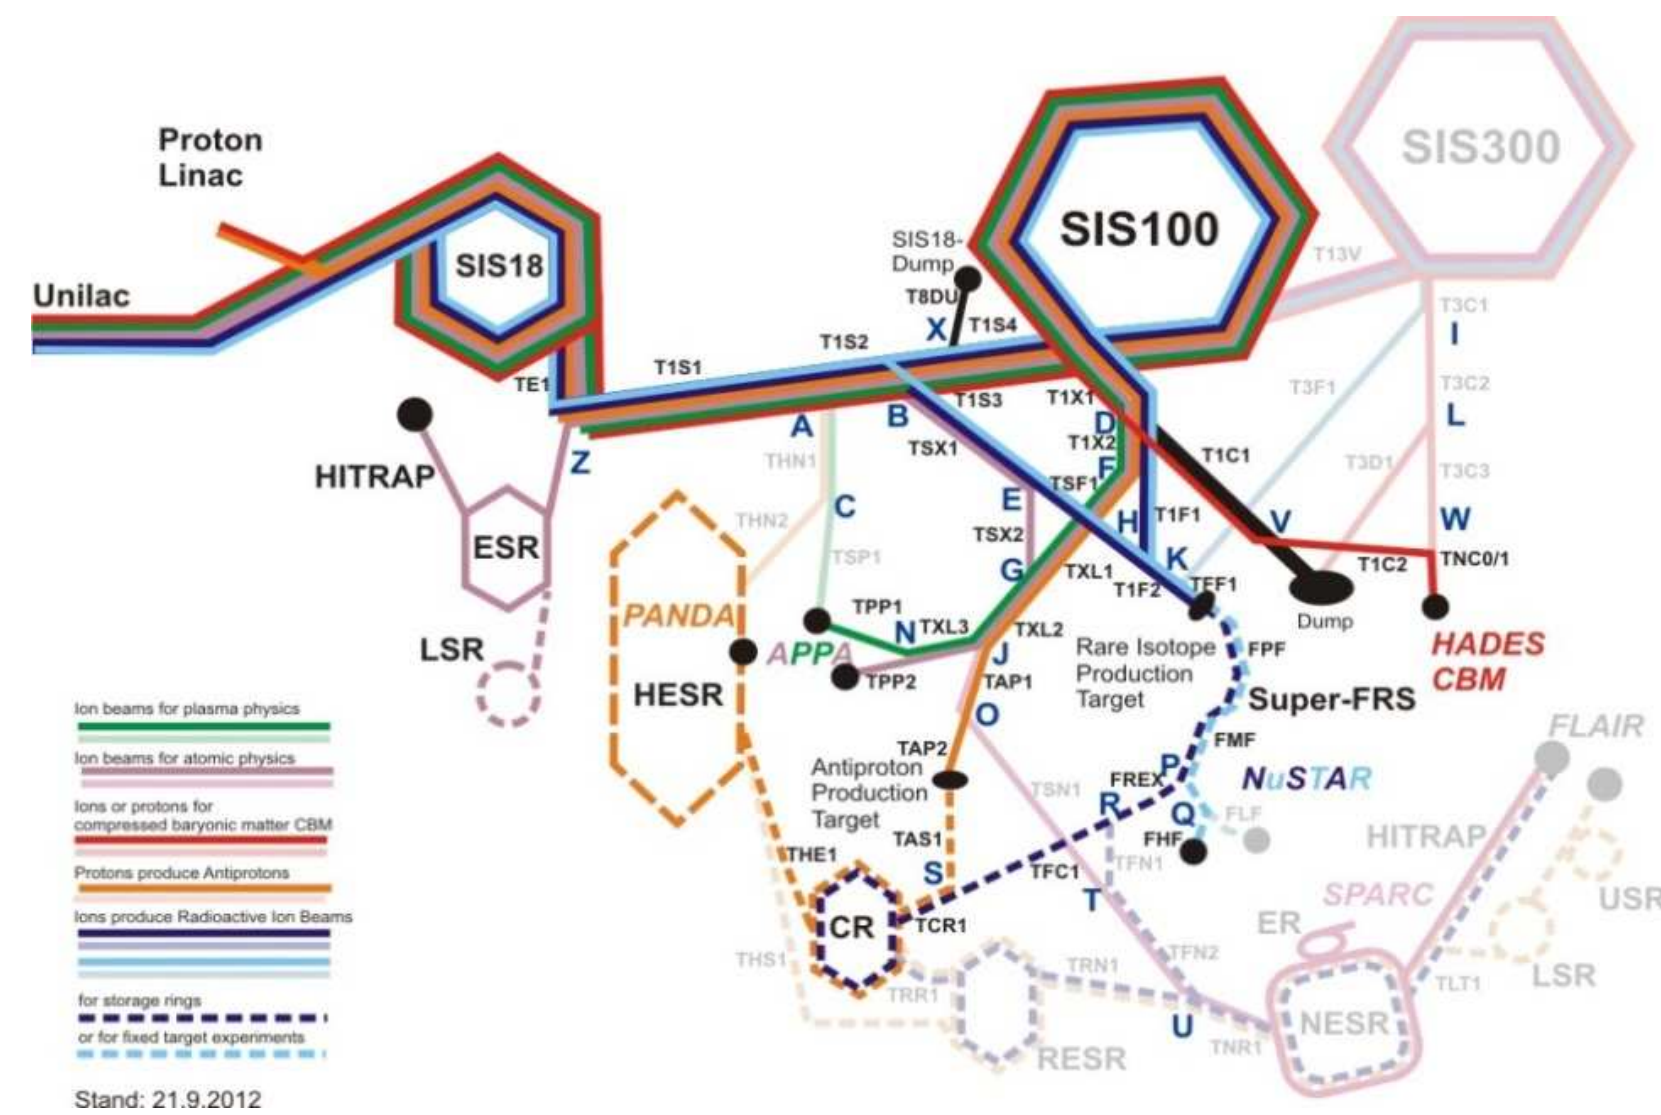 Proton
Linac
SIS300
SIS100
SIS18-
Dump
T13V
SIS18
Unilac
T8DU
T3C1
X
T1S4
I
T1S2
T1S1
TE1
T3F1
T3C2
T1S3
T1X1
L
A
B
D
HITRAP
Z
THN1
TSX1
T1X2
T1C1
T3D1
T3C3
F
TSF1
C
E
THN2
H
T1F1
V
W
ESR
TSX2
TSP1
G
TXL1
K
T1C2
TNC0/1
T1F2
TFF1
PANDA
TPP1
N
TXL3
TXL2
Dump
LSR
APPA
J
Rare Isotope
Production
Target
FPF
HADES
CBM
TPP2
TAP1
HESR
Super-FRS
Ion beams for plasma physics
O
FLAIR
TAP2
FMF
Ion beams for atomic physics
Antiproton
Production
Target
P
FREX
NuSTAR
TSN1
R
Q
FLF
Ions or protons for
compressed baryonic matter CBM
HITRAP
TAS1
FHF
THE1
TFN1
Protons produce Antiprotons
S
TFC1
T
SPARC
USR
Ions produce Radioactive Ion Beams
CR
TCR1
ER
THS1
TRN1
TFN2
LSR
TRR1
TLT1
for storage rings
U
NESR
or for fixed target experiments
RESR
TNR1
Stand: 21.9.2012